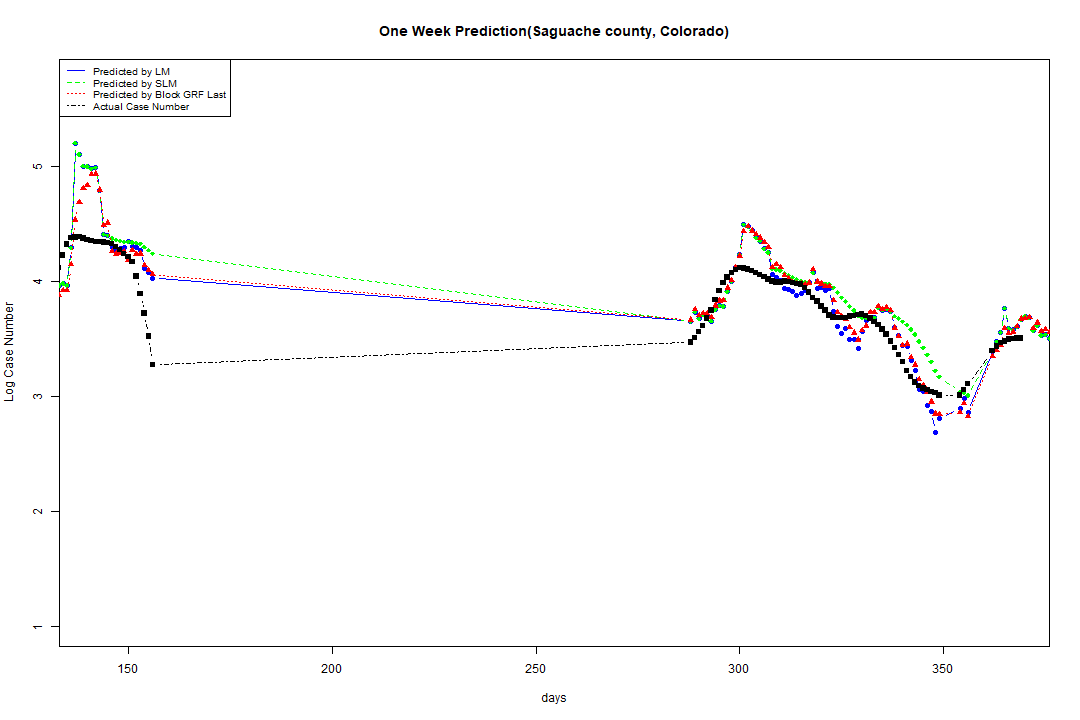 One Week Prediction(Saguache county, Colorado)
Predicted by LM
Predicted by SLM
Predicted by Block GRF Last
Actual Case Number
Log Case Number
5
4
3
2
1
150 200 250 300 350
days